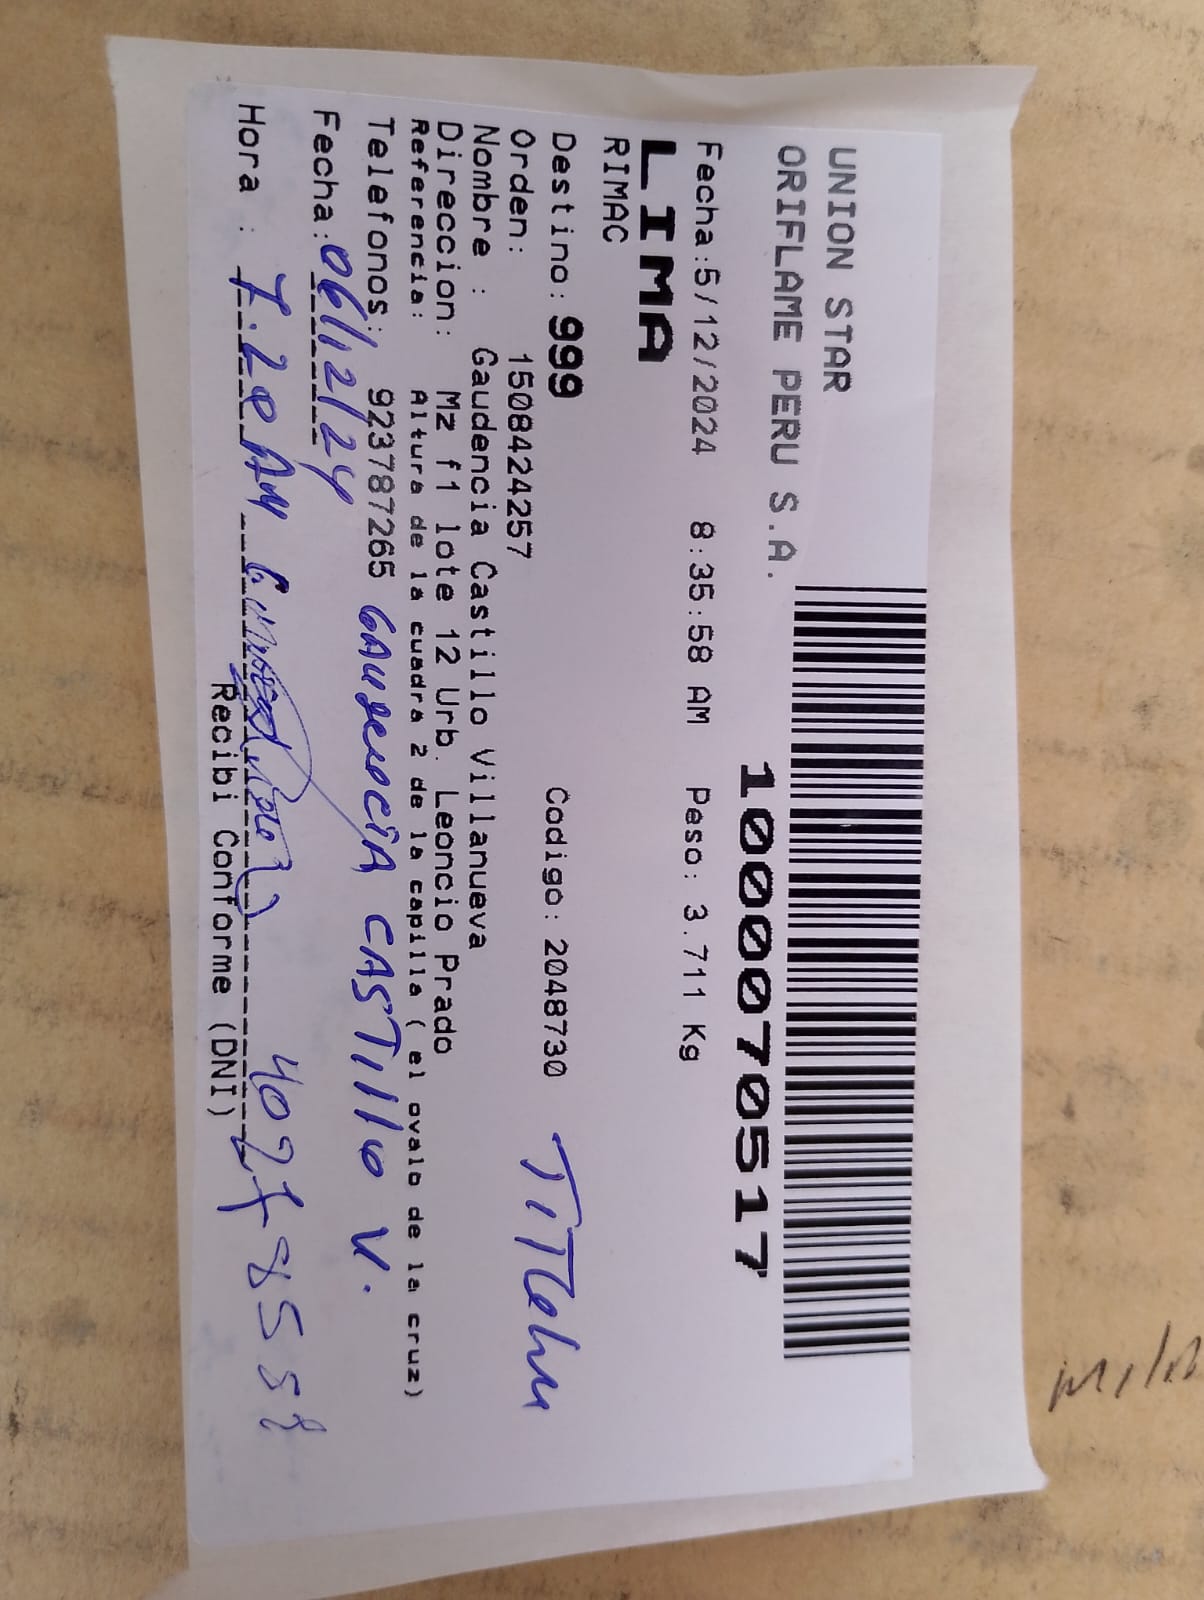 UNION STAR
ORIFLAME PERU S.A.
1000070517
Fecha:5/12/2024 8:35:58 AM Peso: 3.711 Kg
LIMA
RIMAC
Destino: 999 Codigo: 2048730
Orden: 1508424257 TiTular
Nombre : Gaudencia Castillo Villanueva
Direccion: Mz f1 lote 12 Urb. Leoncio Prado
Referencia: Altura de la cuadra 2 de la capilla ( el ovalo de la cruz)
Telefonos: 923787265 GAUDENCIA CASTILLO V.
Fecha: 06/12/24
Hora : 7.20 AM
Recibi Conforme (DNI)